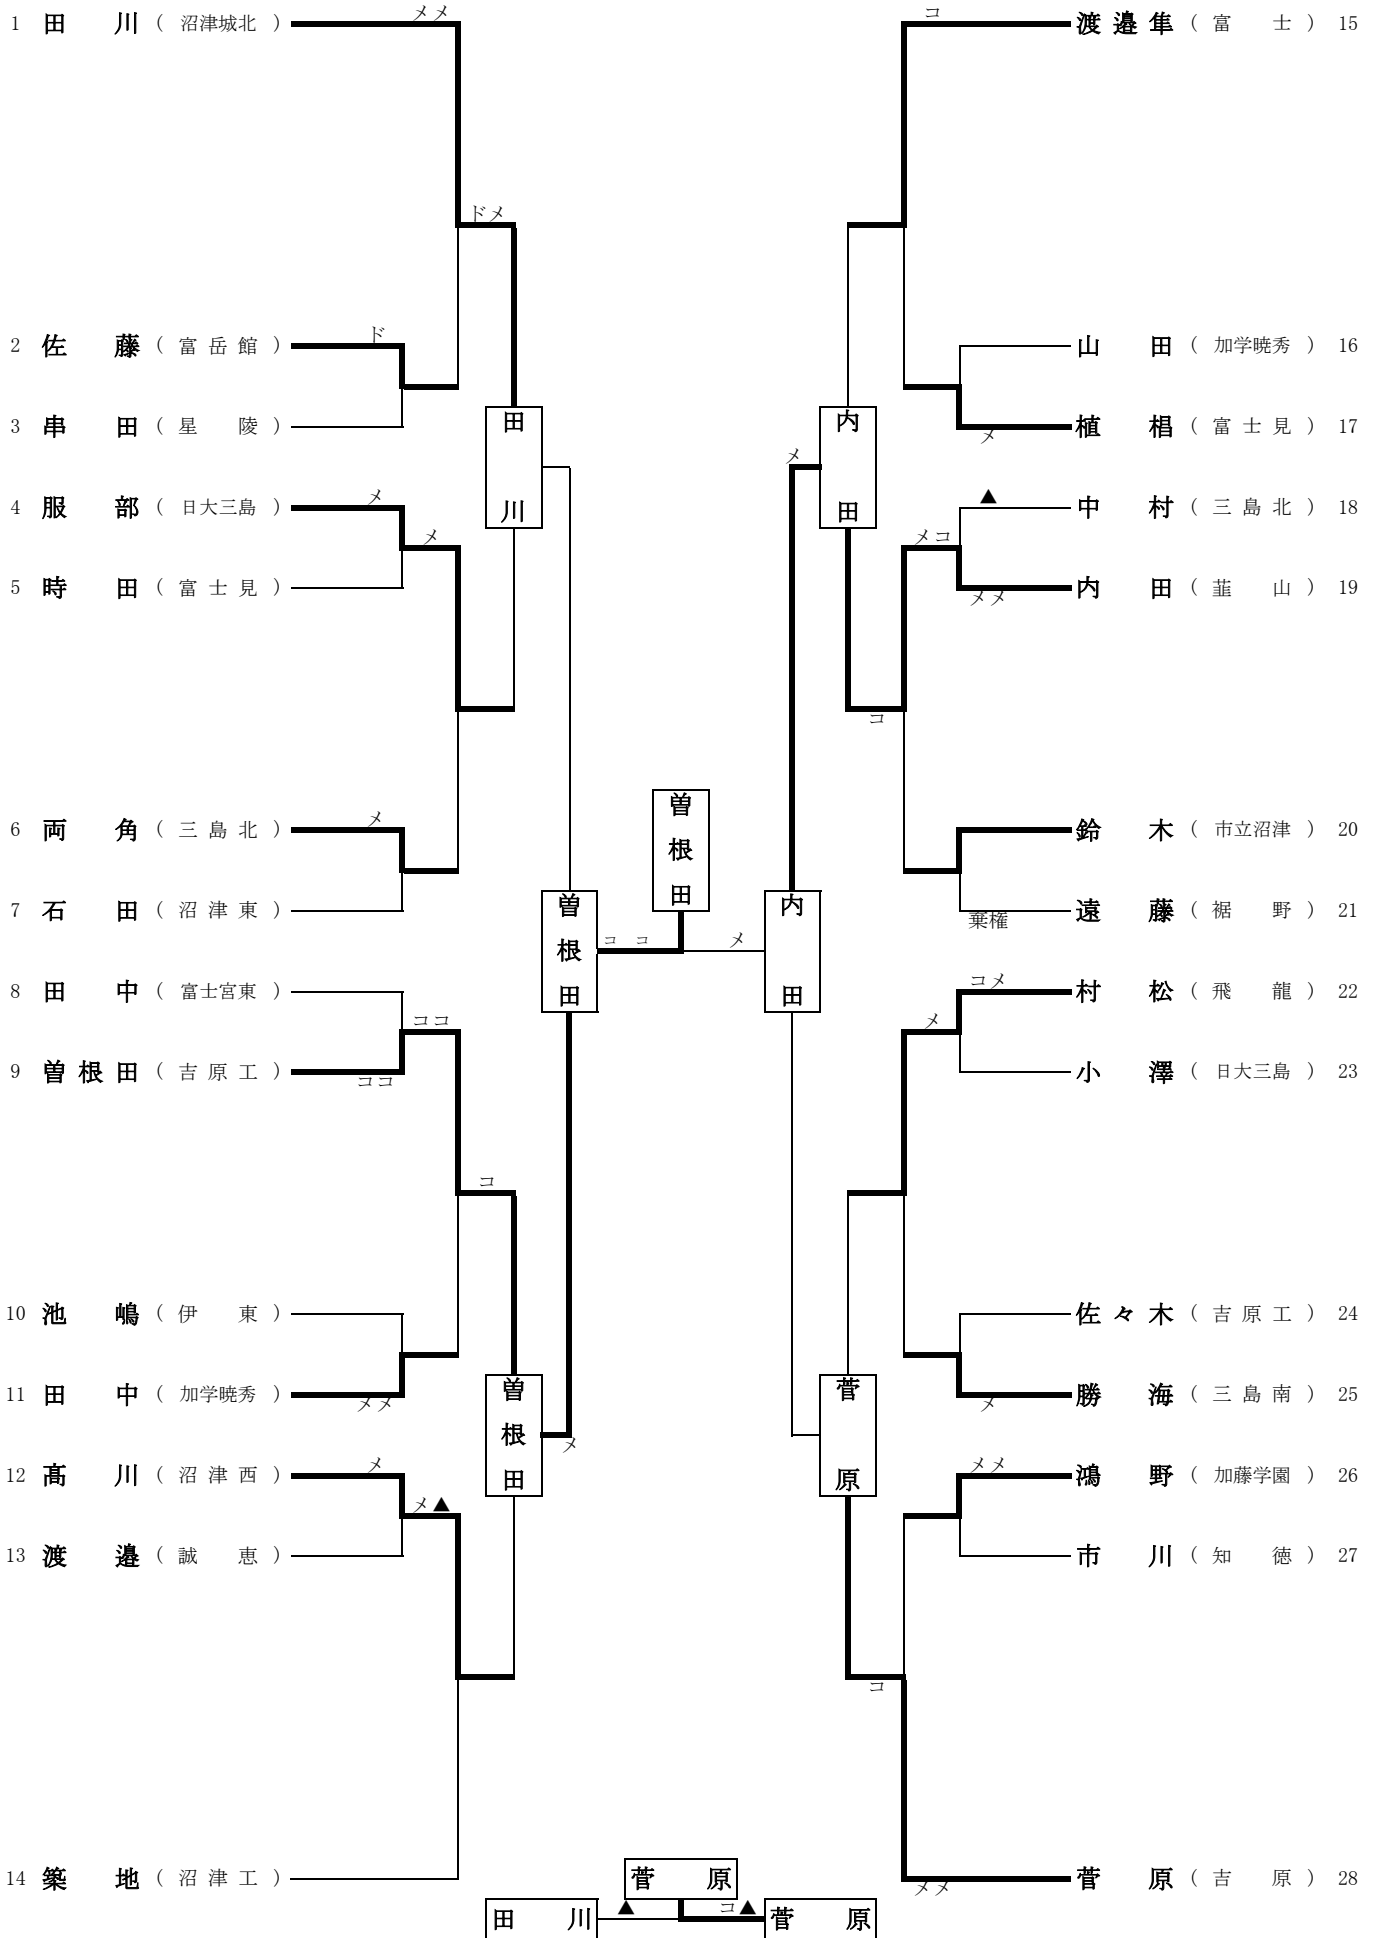 メメ
コ
1 田川 ( 沼津城北 )
渡邉隼 ( 富士 ) 15
ドメ
ド
2 佐藤 ( 富岳館 )
山田 ( 加学暁秀 ) 16
3 串田 ( 星陵 )
植椙 ( 富士見 ) 17
メ
田川
内田
メ
4 服部 ( 日大三島 )
メ
▲
中村 ( 三島北 ) 18
メ
メコ
5 時田 ( 富士見 )
内田 ( 韮山 ) 19
メメ
コ
6 両角 ( 三島北 )
メ
鈴木 ( 市立沼津 ) 20
7 石田 ( 沼津東 )
遠藤 ( 裾野 ) 21
棄権
曽根田
曽根田
コ コ
メ
内田
8 田中 ( 富士宮東 )
コメ
村松 ( 飛龍 ) 22
ココ
メ
9 曽根田 ( 吉原工 )
ココ
小澤 ( 日大三島 ) 23
コ
10 池嶋 ( 伊東 )
佐々木 ( 吉原工 ) 24
11 田中 ( 加学暁秀 )
メメ
勝海 ( 三島南 ) 25
メ
曽根田
メ
菅原
12 髙川 ( 沼津西 )
メ
メメ
鴻野 ( 加藤学園 ) 26
メ▲
13 渡邉 ( 誠恵 )
市川 ( 知徳 ) 27
コ
14 築地 ( 沼津工 )
菅原 ( 吉原 ) 28
メメ
菅原
田川
▲
コ▲
菅原